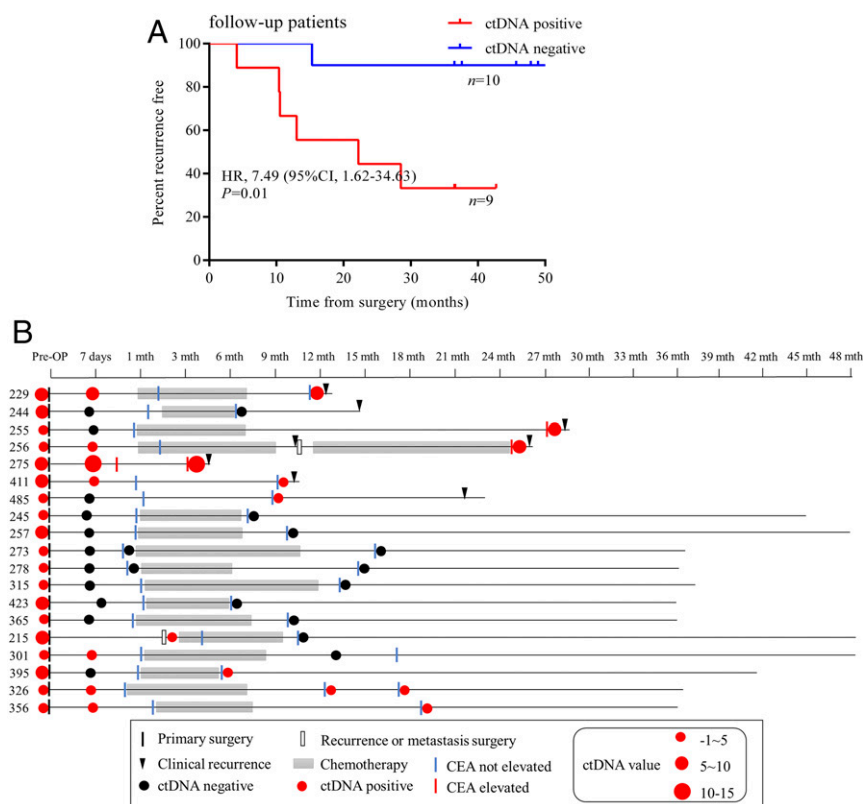 A
follow-up patients
ctDNA positive
ctDNA negative
Percent recurrence free
100
80
60
40
20
0
n=10
HR, 7.49 (95%CI, 1.62-34.63)
P=0.01
n=9
0 10 20 30 40 50
Time from surgery (months)
B
Pre-OP 7 days 1 mth 3 mth 6 mth 9 mth 12 mth 15 mth 18 mth 21 mth 24 mth 27 mth 36 mth 39 mth 42 mth 45 mth 48 mth
229
244
255
256
275
411
485
245
257
273
278
315
423
365
215
301
395
326
356
Primary surgery Recurrence or metastasis surgery
Clinical recurrence Chemotherapy CEA not elevated
ctDNA negative ctDNA positive CEA elevated
ctDNA value
-1~5
5~10
10-15